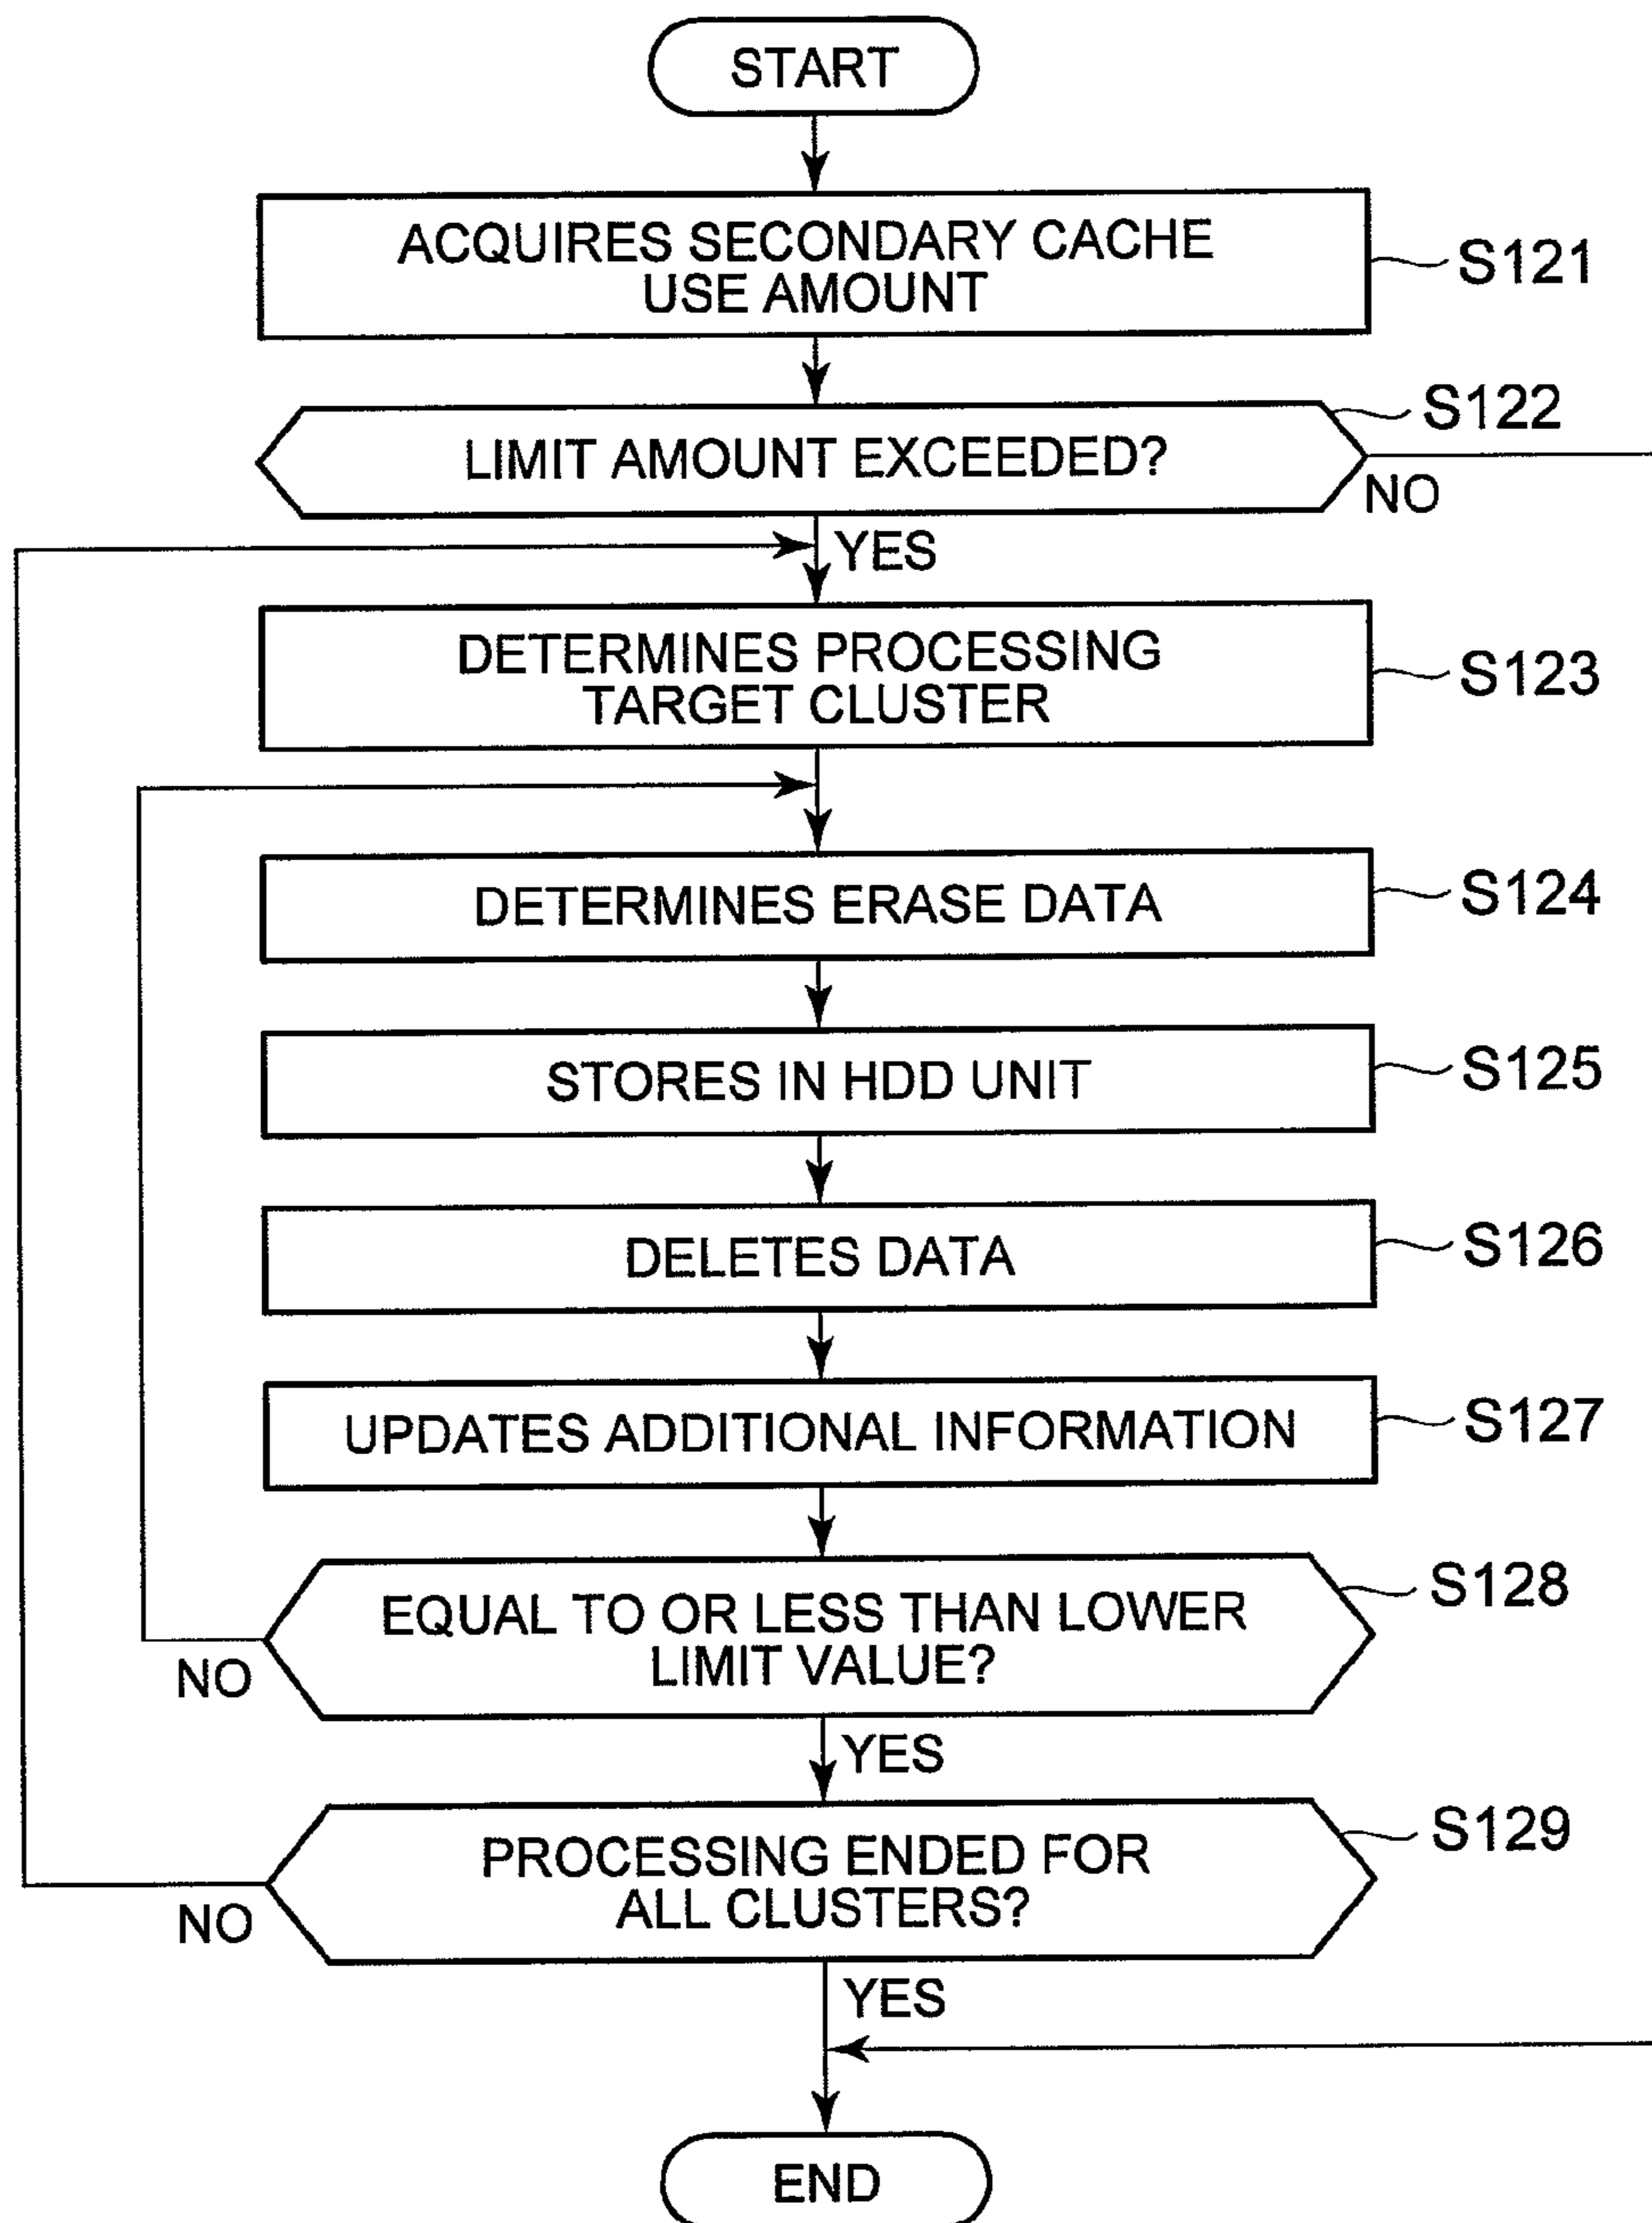 START
ACQUIRES SECONDARY CACHE
USE AMOUNT
S121
LIMIT AMOUNT EXCEEDED?
S122
NO
YES
DETERMINES PROCESSING
TARGET CLUSTER
S123
DETERMINES ERASE DATA
S124
STORES IN HDD UNIT
S125
DELETES DATA
S126
UPDATES ADDITIONAL INFORMATION
S127
EQUAL TO OR LESS THAN LOWER
LIMIT VALUE?
S128
NO
YES
PROCESSING ENDED FOR
ALL CLUSTERS?
S129
NO
YES
END